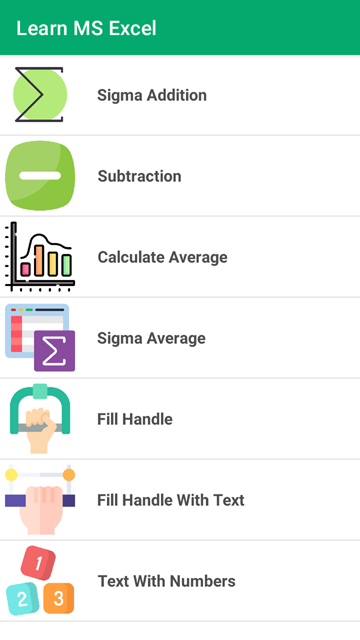 Learn MS Excel
Sigma Addition
Subtraction
Calculate Average
Sigma Average
Fill Handle
Fill Handle With Text
1
2 3
Text With Numbers